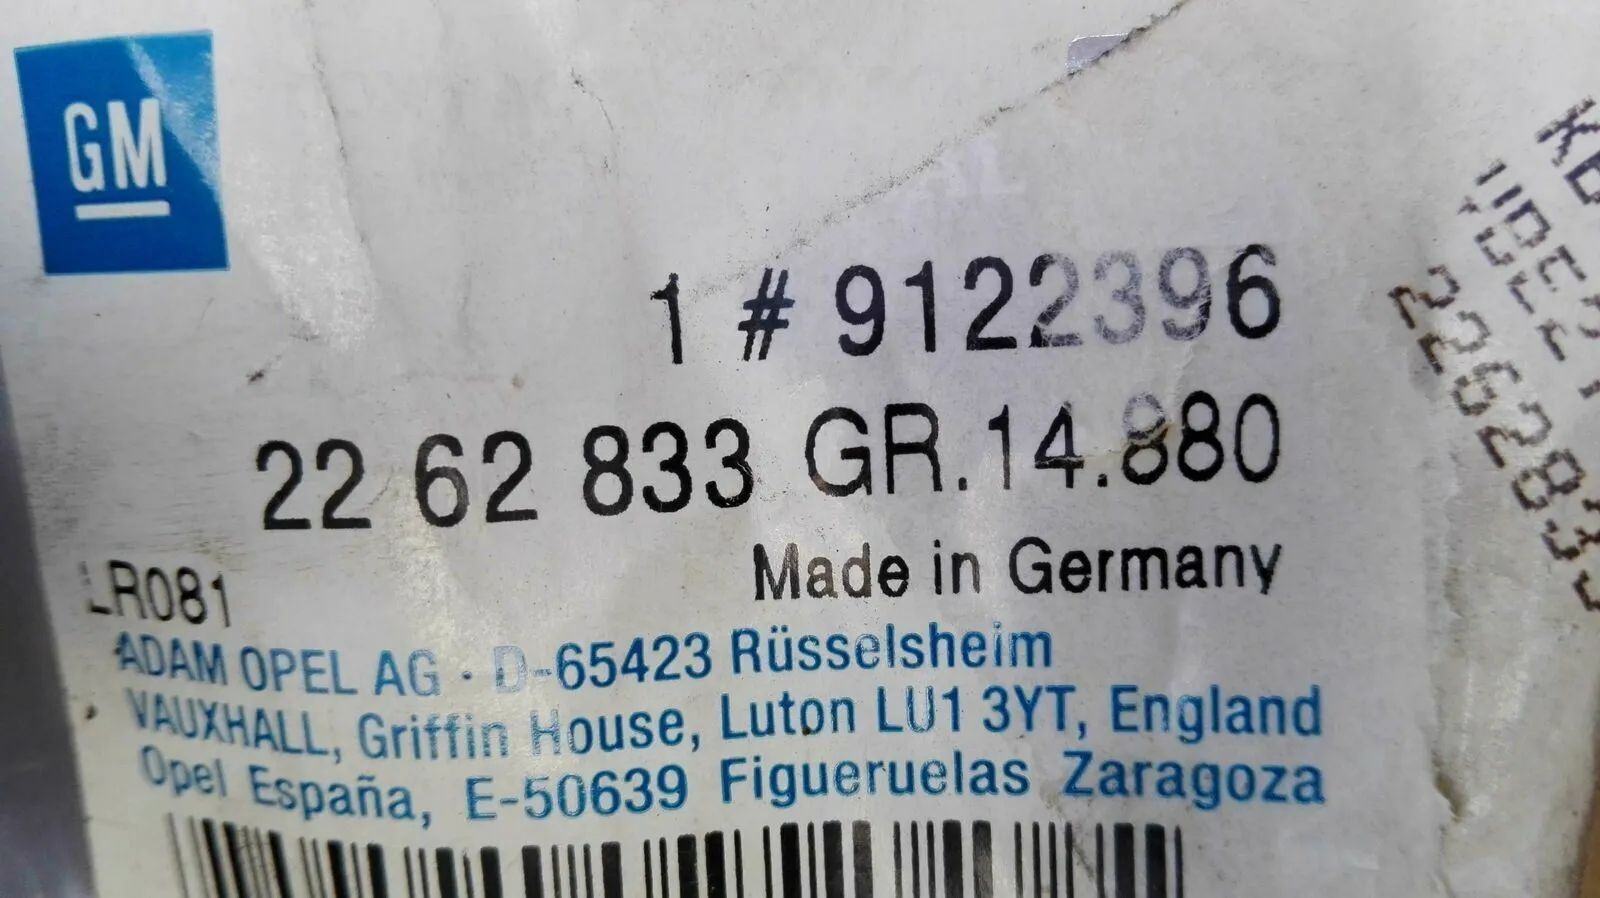 GM
1 # 9122396
22 62 833 GR.14.880
Made in Germany
LR081
ADAM OPEL AG · D-65423 Rüsselsheim
VAUXHALL, Griffin House, Luton LU1 3YT, England
Opel España, E-50639 Figueruelas Zaragoza
2262833